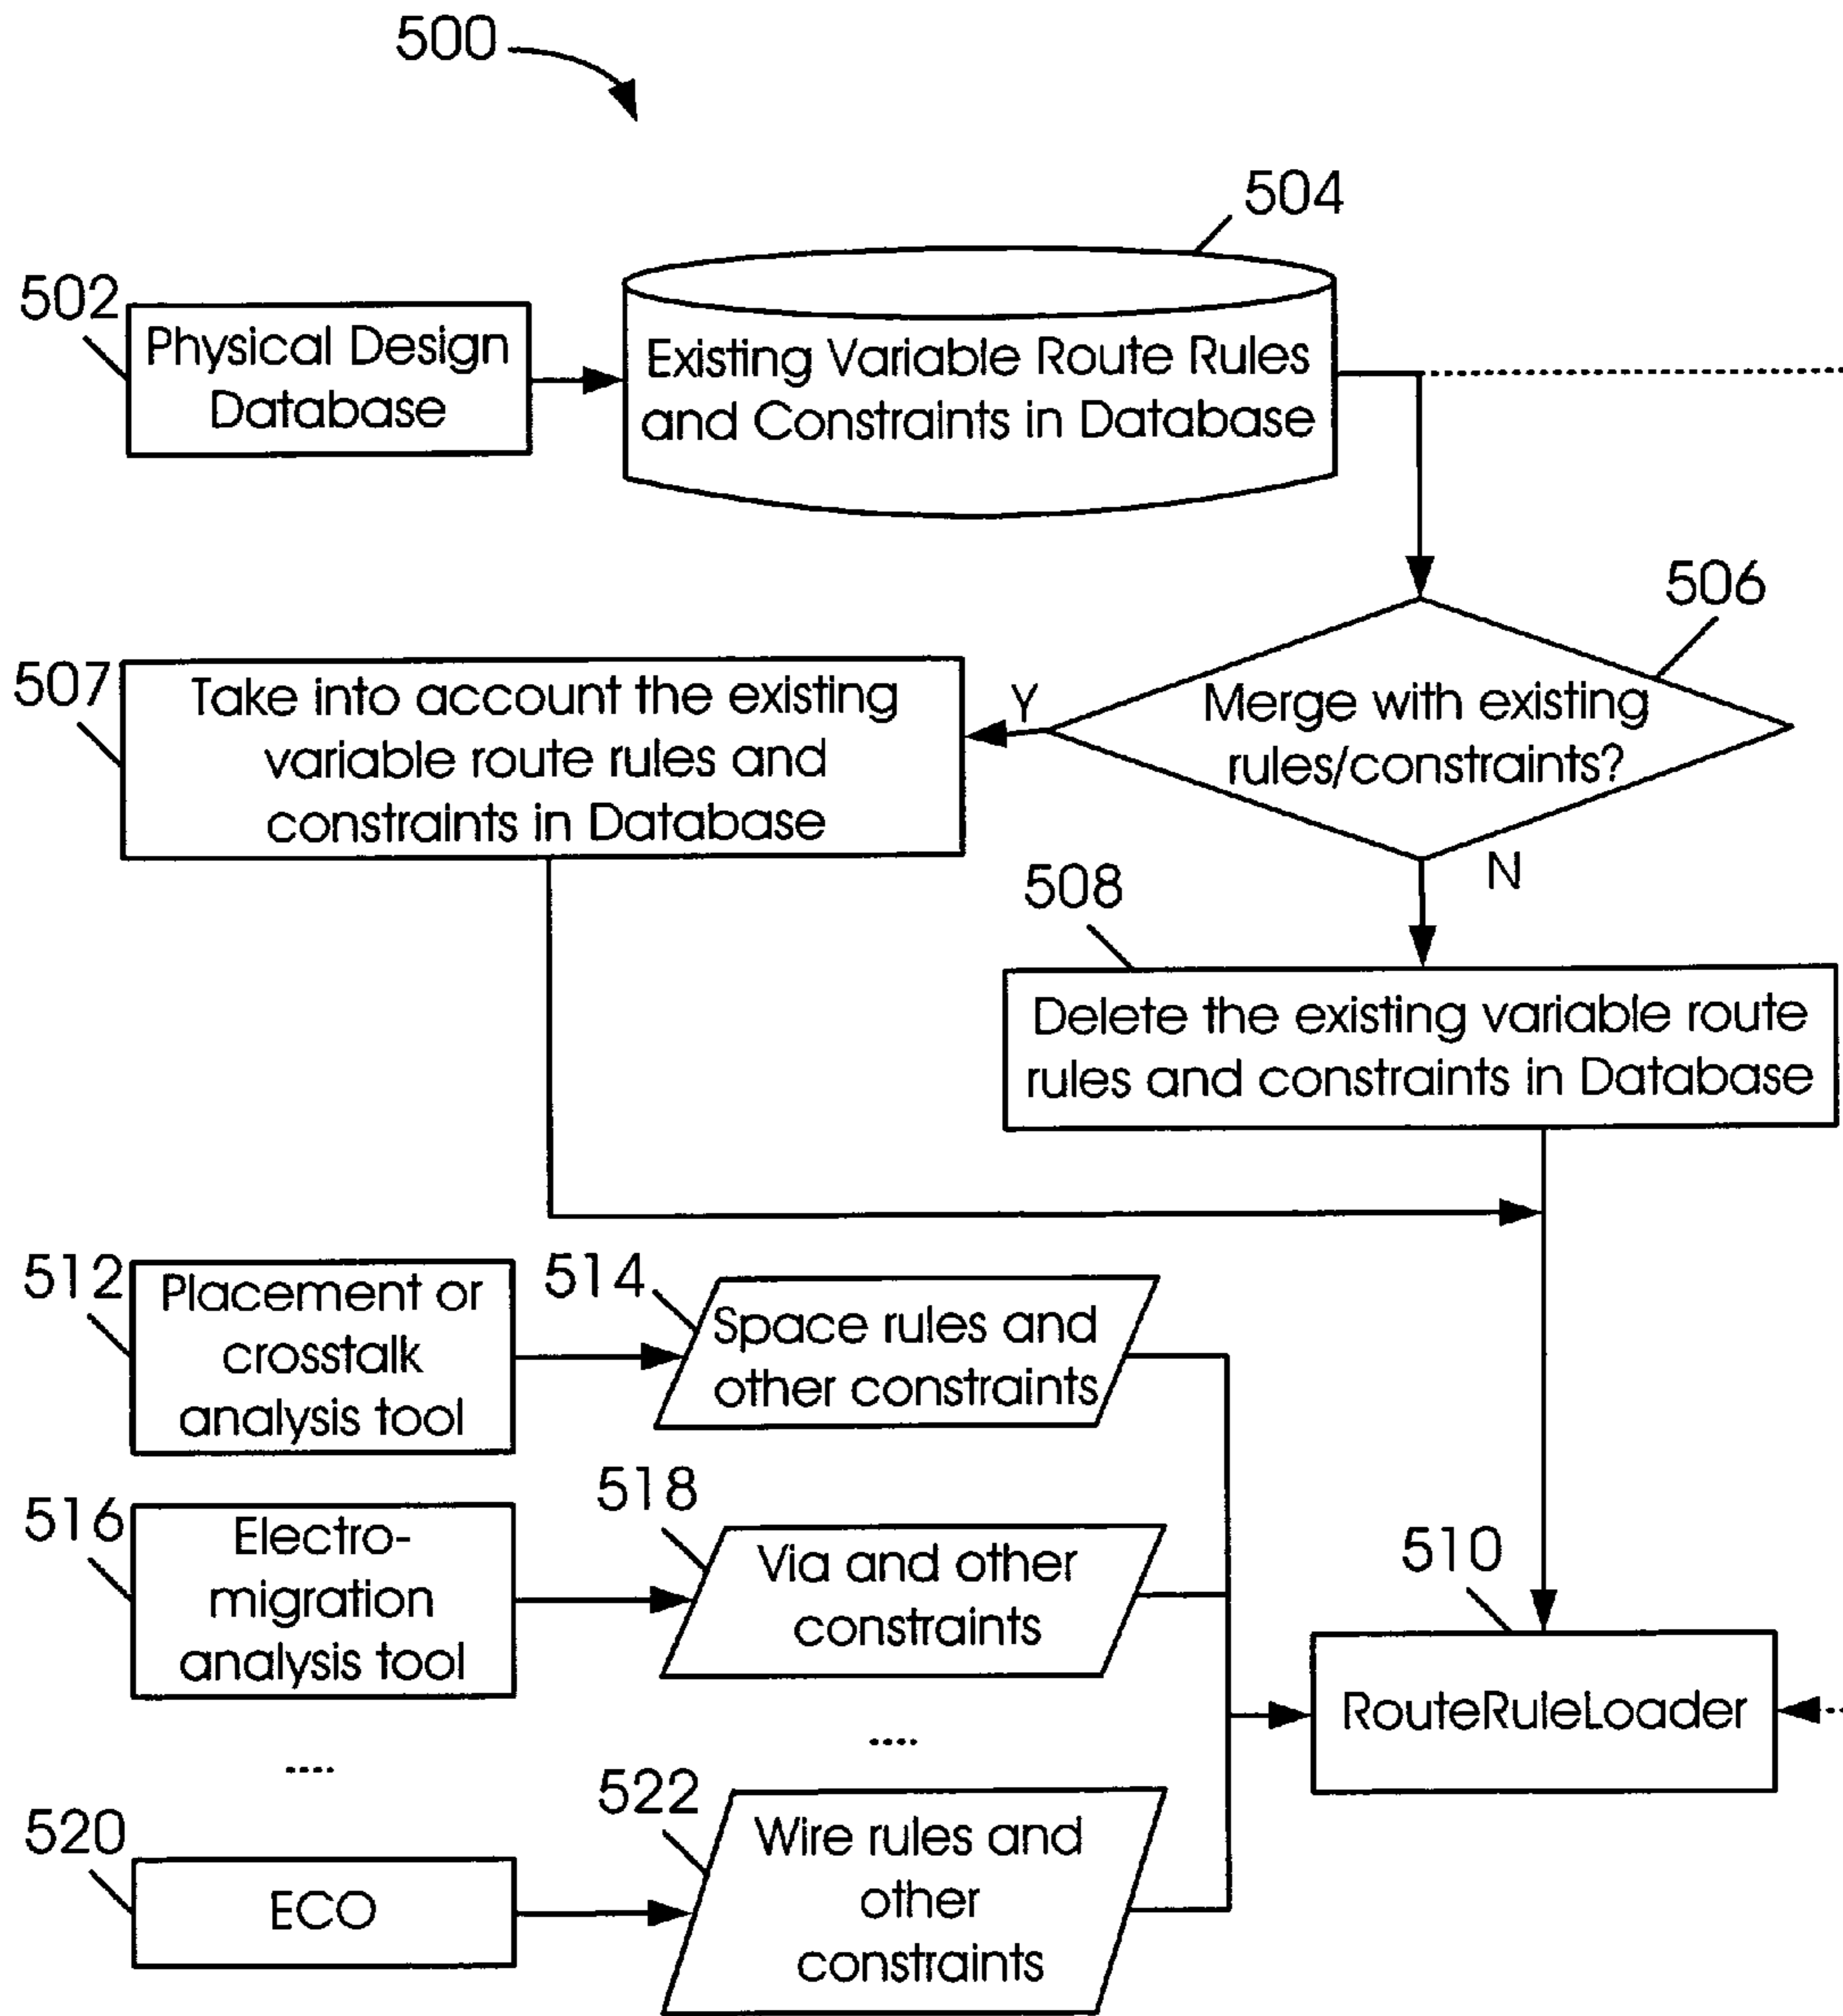 500
504
502
Physical Design
Database
Existing Variable Route Rules
and Constraints in Database
506
507
Take into account the existing
variable route rules and
constraints in Database
Y
Merge with existing
rules/constraints?
N
508
Delete the existing variable route
rules and constraints in Database
512
Placement or
crosstalk
analysis tool
514
Space rules and
other constraints
516
Electro-
migration
analysis tool
518
Via and other
constraints
510
RouteRuleLoader
....
....
520
ECO
522
Wire rules and
other
constraints